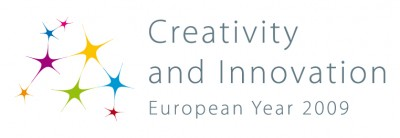 Creativity
and Innovation
European Year 2009